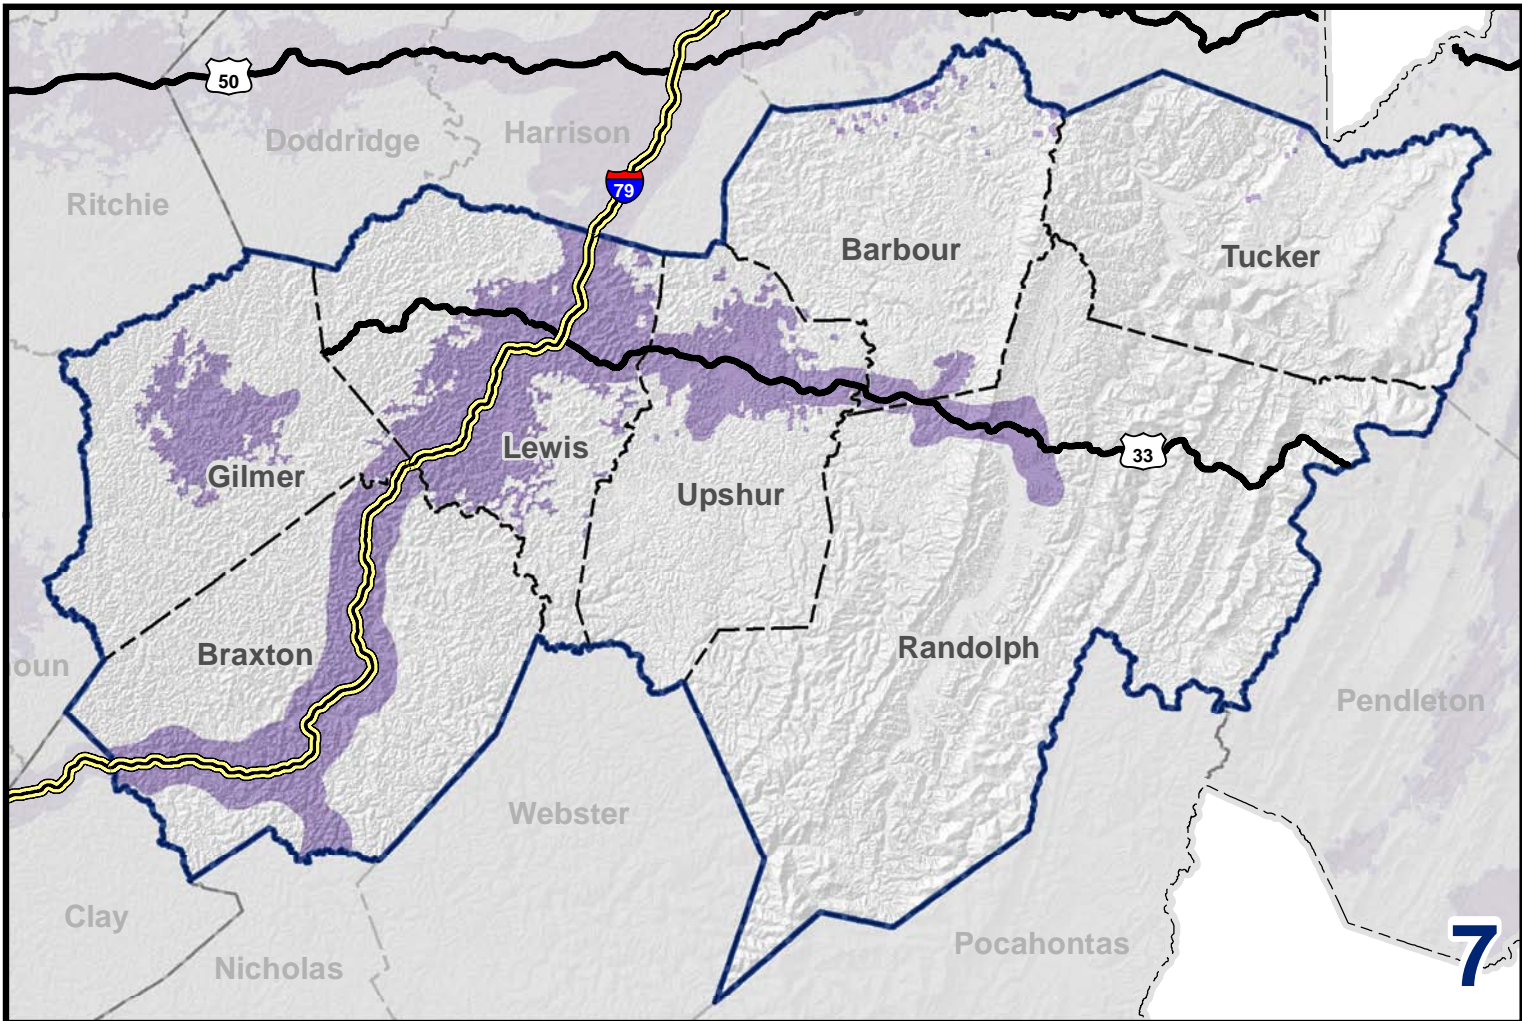 50
Doddridge
Harrison
79
Ritchie
Barbour
Tucker
Lewis
33
Gilmer
Upshur
Randolph
Braxton
oun
Pendleton
Webster
Clay
Pocahontas
7
Nicholas